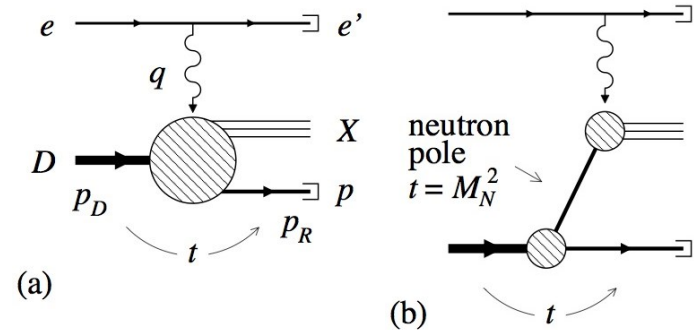 e
e'
q
X
D
p
p_D
p_R
t
(a)
neutron
pole
t = M_N^2
t
(b)